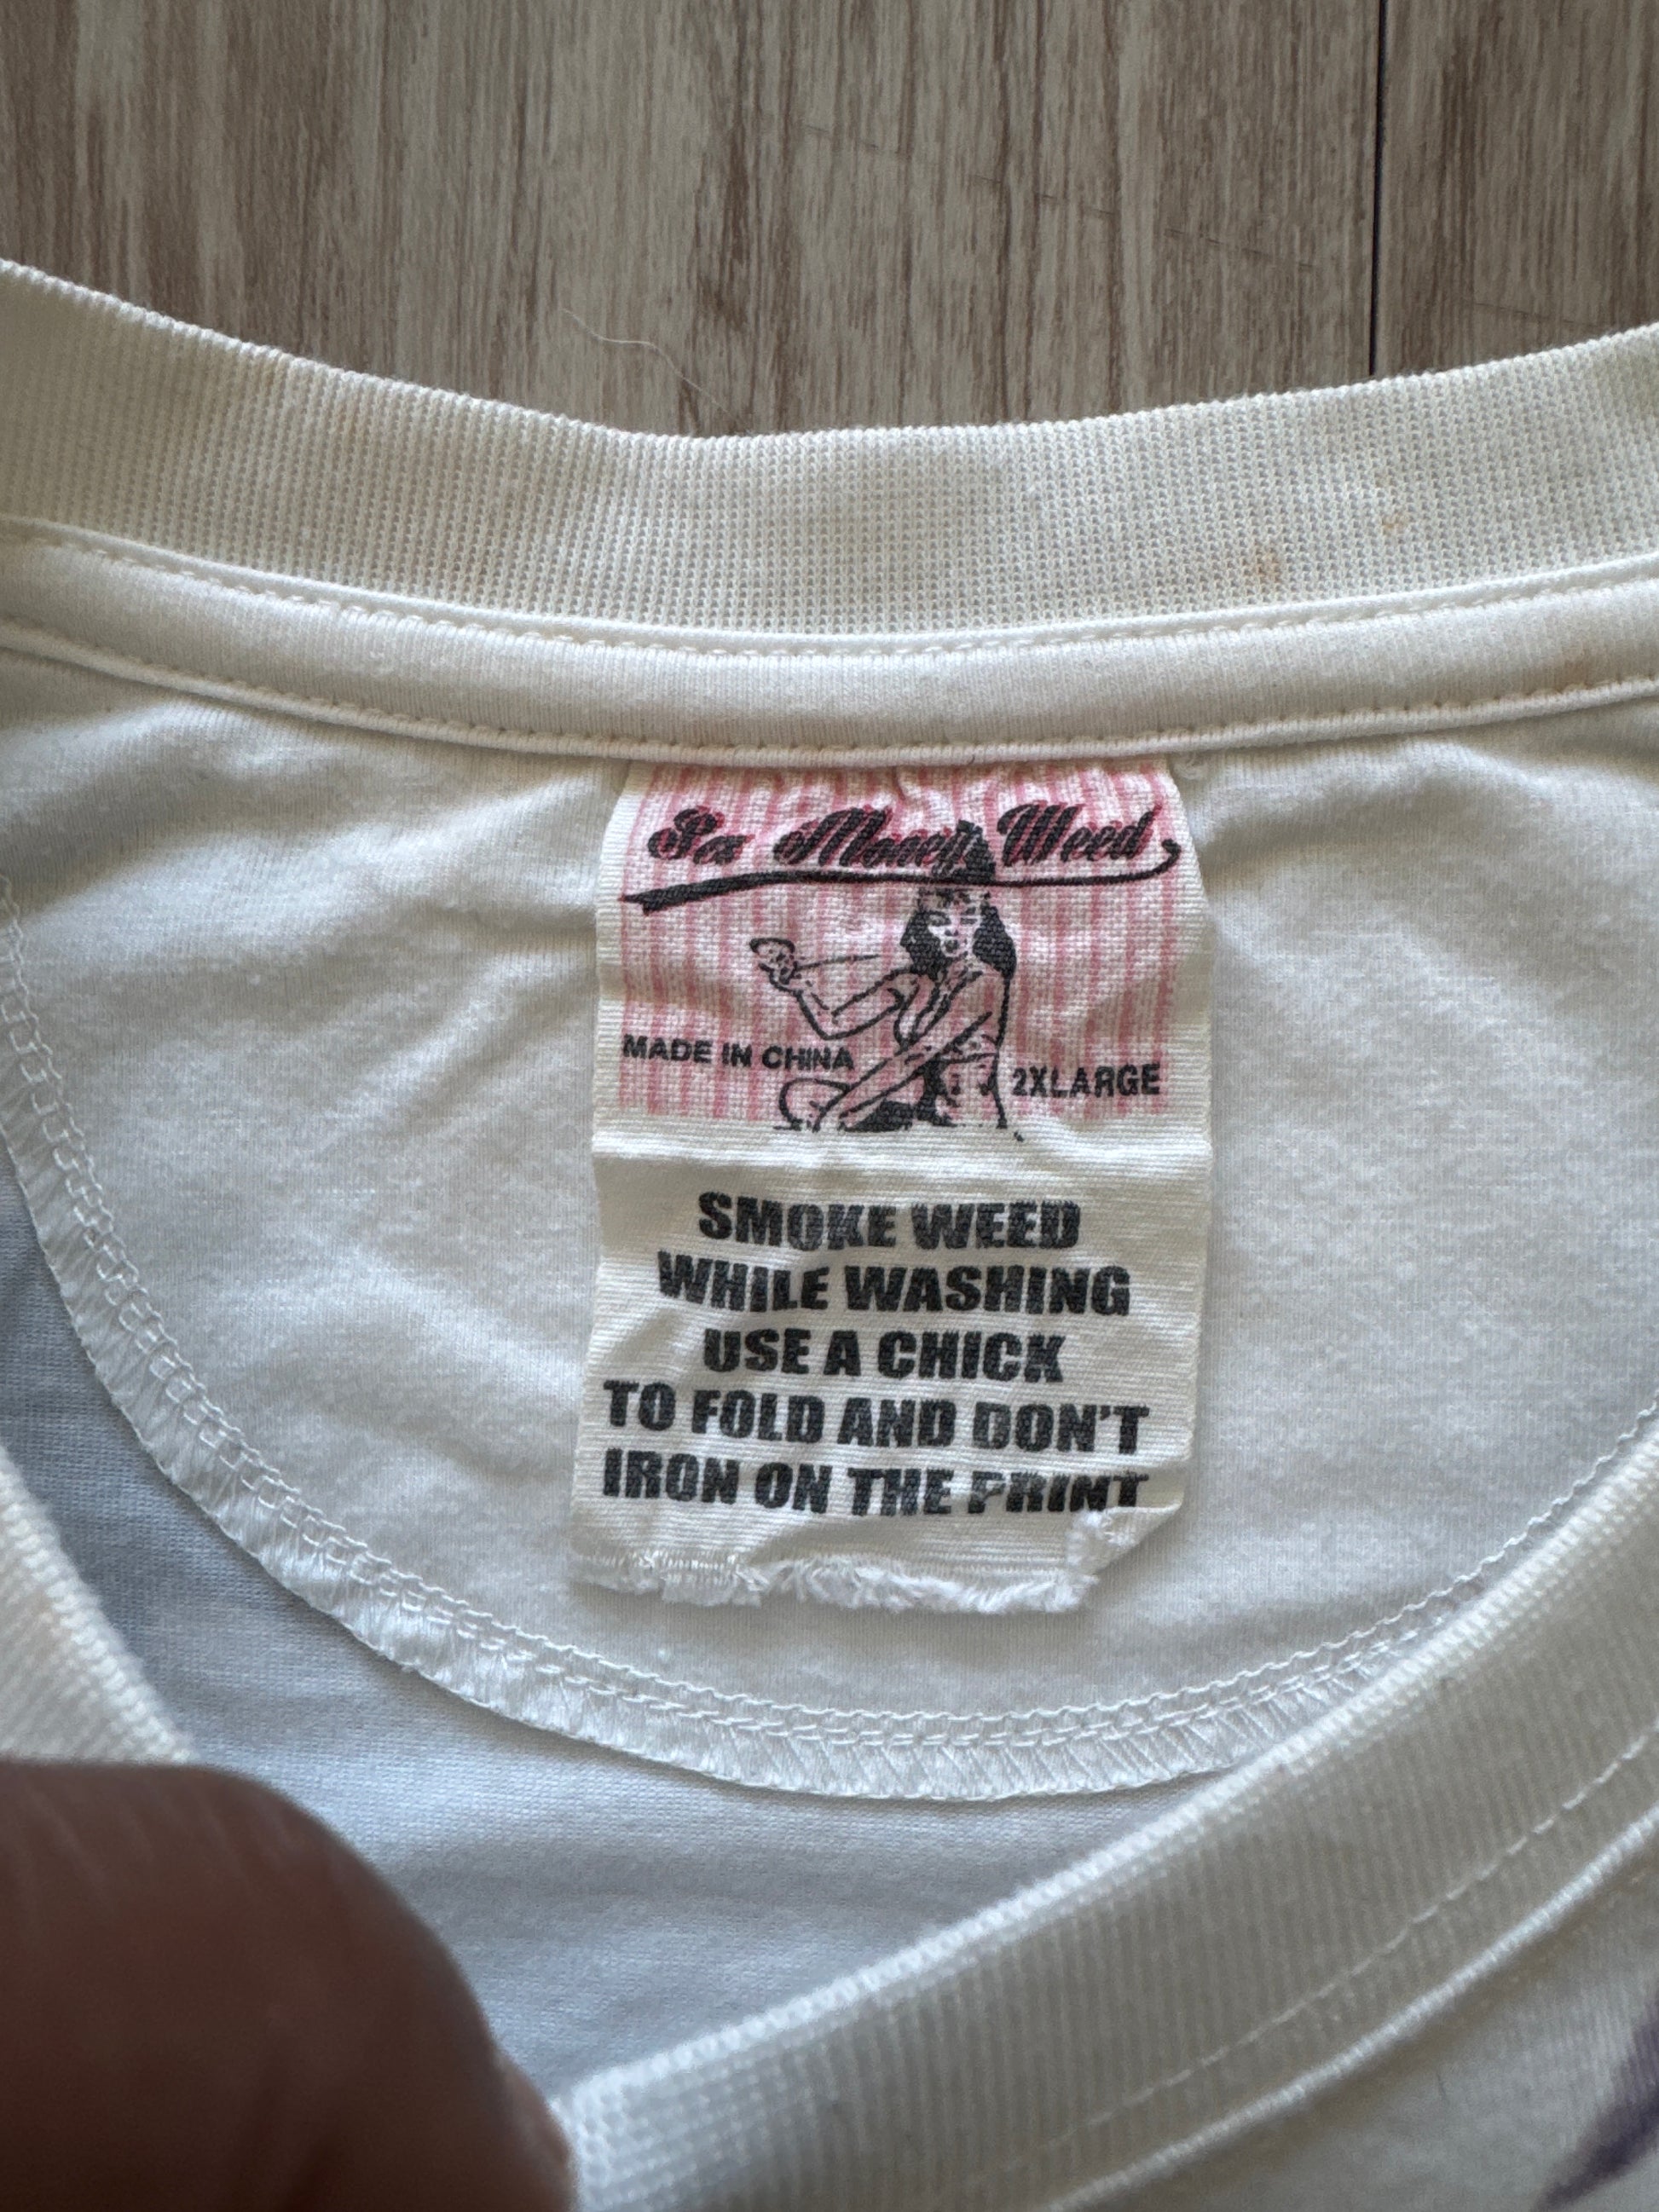 Sex Money Weed
MADE IN CHINA
2XLARGE
SMOKE WEED
WHILE WASHING
USE A CHICK
TO FOLD AND DON'T
IRON ON THE PRINT